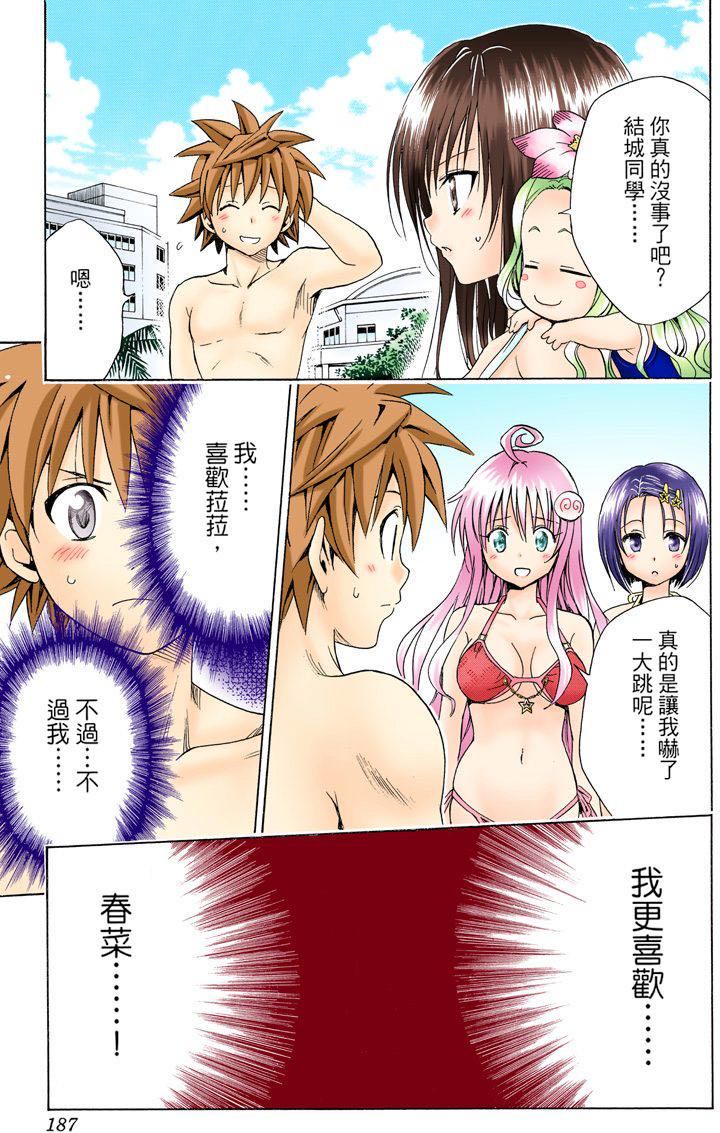 你真的沒事了吧?
結城同學……
嗯……
真的是讓我嚇了
一大跳呢……
我……
喜歡菈菈，
不過…不
過我……
我更喜歡……
春菜……！
187